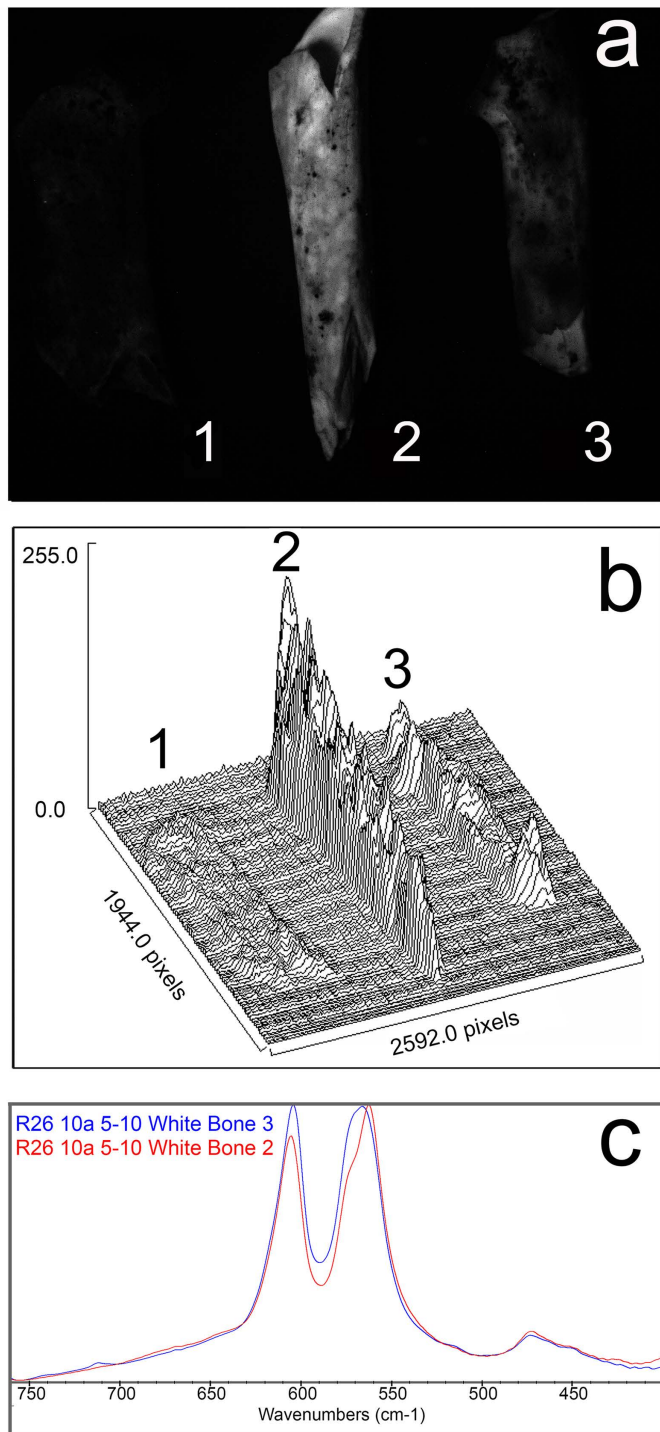 a
1
2
3
b
255.0
2
3
1
0.0
1944.0 pixels
2592.0 pixels
c
R26 10a 5-10 White Bone 3
R26 10a 5-10 White Bone 2
750 700 650 600 550 500 450
Wavenumbers (cm-1)